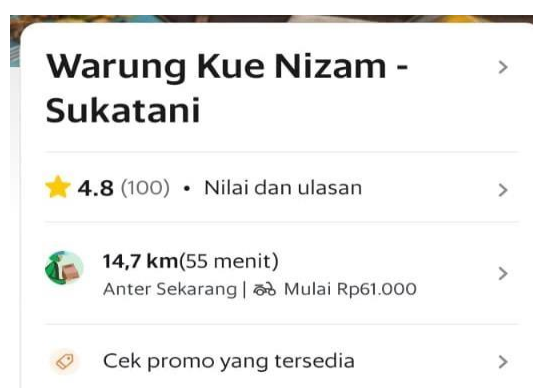 Warung Kue Nizam -
Sukatani
4.8 (100) • Nilai dan ulasan
14,7 km(55 menit)
Anter Sekarang | Mulai Rp61.000
Cek promo yang tersedia